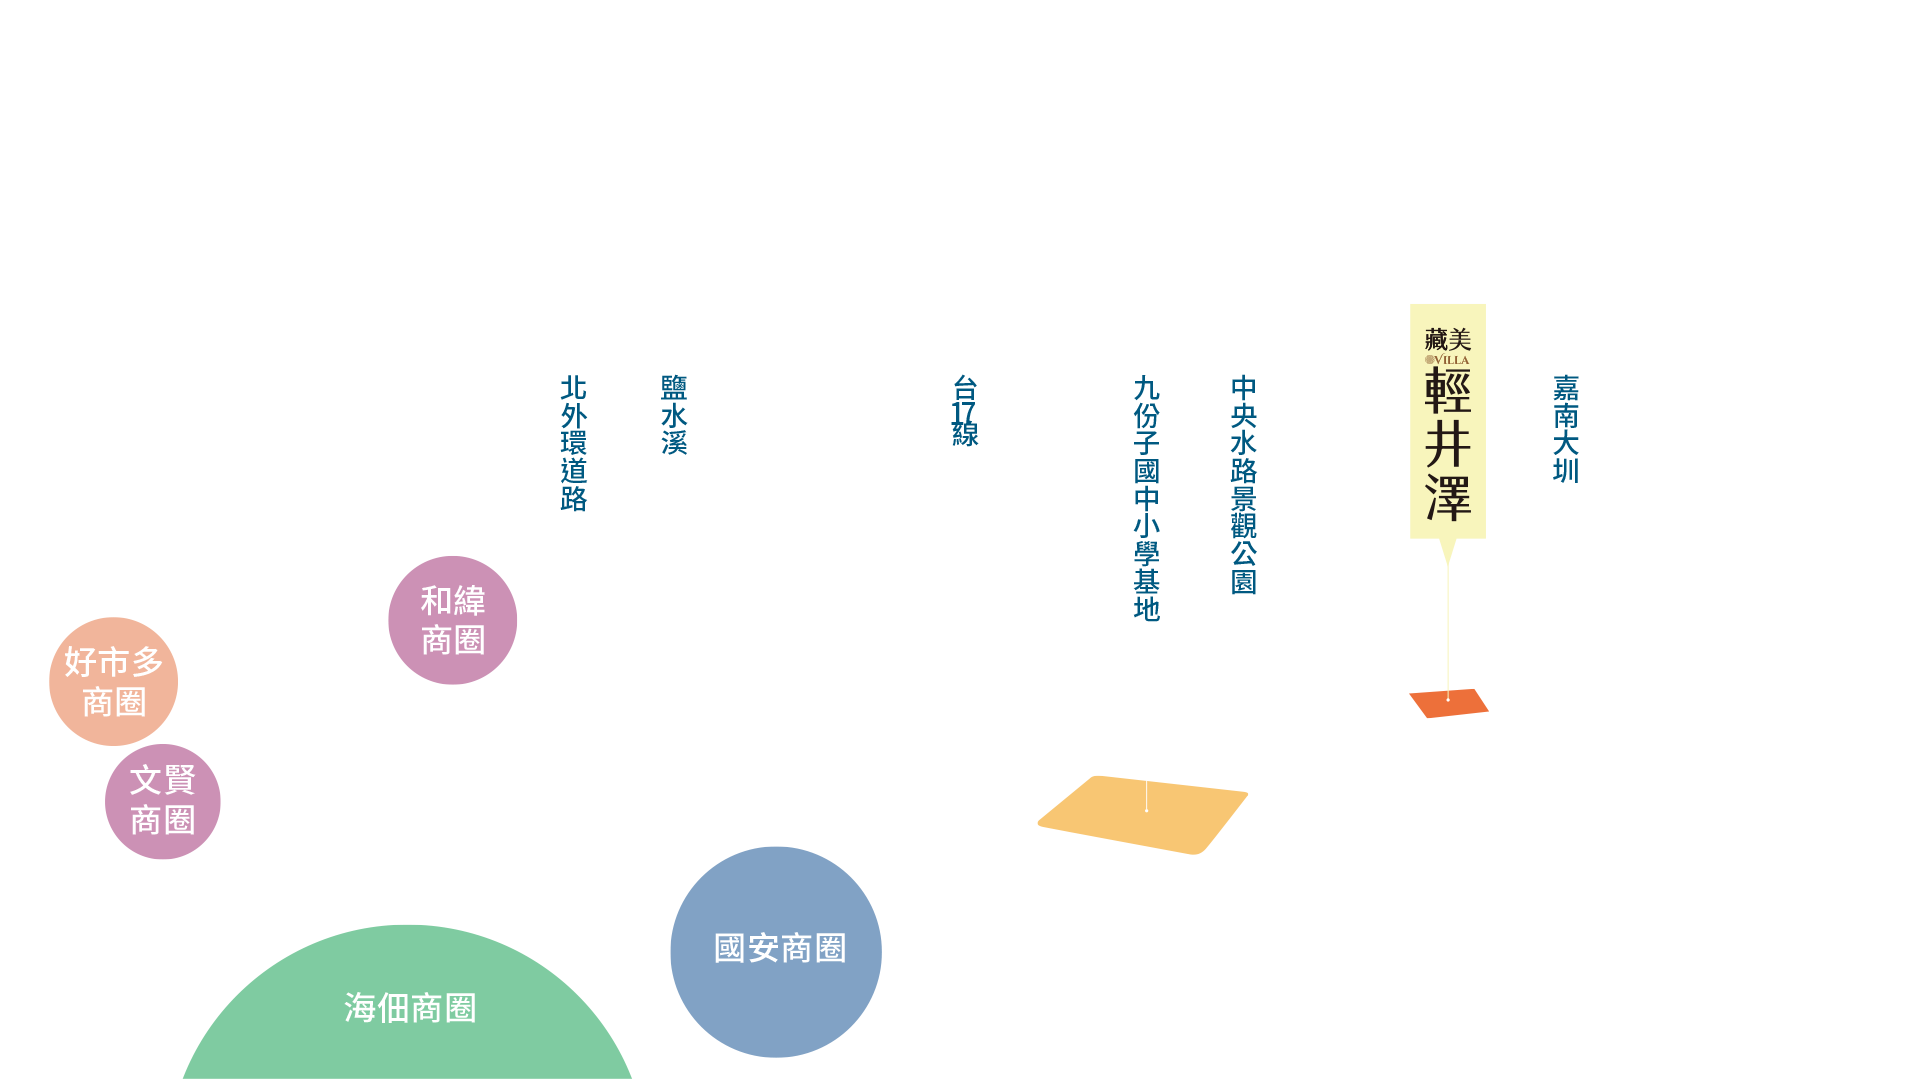 北外環道路
鹽水溪
台17線
九份子國中小學基地
中央水路景觀公園
藏美
VILLA
輕井澤
嘉南大圳
和緯
商圈
好市多
商圈
文賢
商圈
國安商圈
海佃商圈